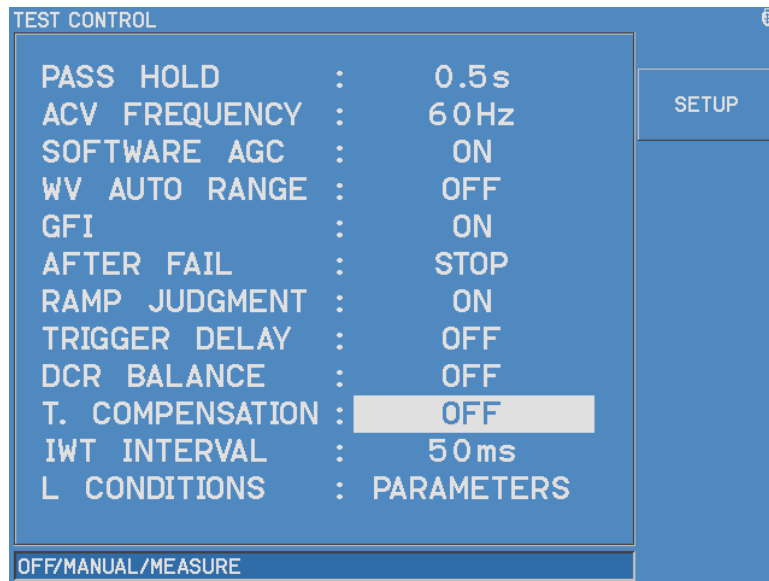 TEST CONTROL
PASS HOLD : 0.5s
ACV FREQUENCY : 60Hz
SOFTWARE AGC : ON
WV AUTO RANGE : OFF
GFI : ON
AFTER FAIL : STOP
RAMP JUDGMENT : ON
TRIGGER DELAY : OFF
DCR BALANCE : OFF
T. COMPENSATION : OFF
IWT INTERVAL : 50ms
L CONDITIONS : PARAMETERS
SETUP
OFF/MANUAL/MEASURE